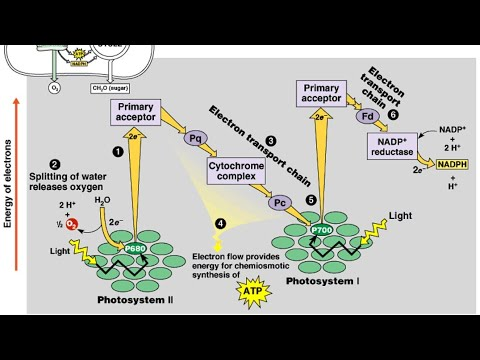 CYCLE
ATP
NADPH
O₂
CH₂O (sugar)
Energy of electrons
Primary
acceptor
2e⁻
1
Pq
Electron transport chain
3
Cytochrome
complex
Pc
2
Splitting of water
releases oxygen
2 H⁺
+
½ O₂
H₂O
2e⁻
Light
P680
Photosystem II
4
Electron flow provides
energy for chemiosmotic
synthesis of
ATP
5
Primary
acceptor
2e⁻
Electron
transport
chain
Fd
6
NADP⁺
reductase
NADP⁺
+
2 H⁺
2e⁻
NADPH
+
H⁺
P700
Light
Photosystem I